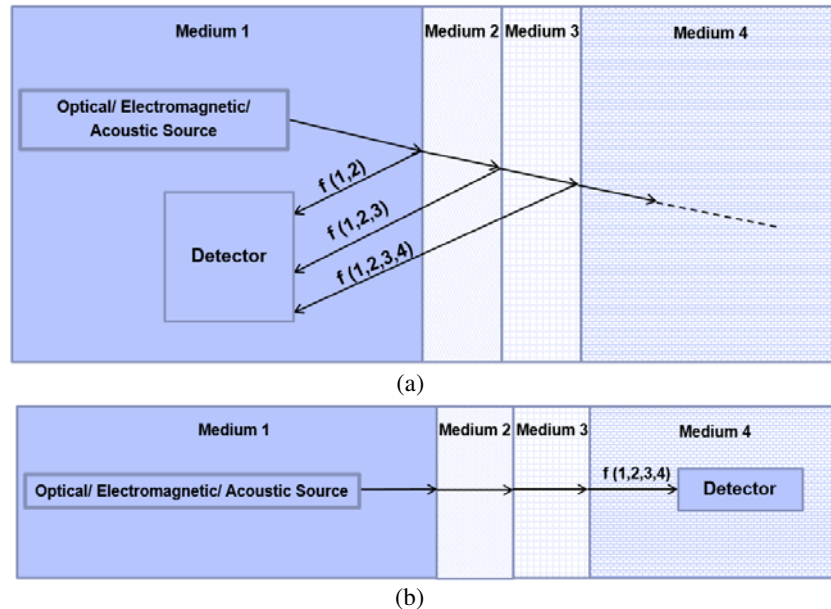 Medium 1
Medium 2
Medium 3
Medium 4
Optical/ Electromagnetic/
Acoustic Source
f (1,2)
f (1,2,3)
f (1,2,3,4)
Detector
(a)
Medium 1
Medium 2
Medium 3
Medium 4
Optical/ Electromagnetic/ Acoustic Source
f (1,2,3,4)
Detector
(b)